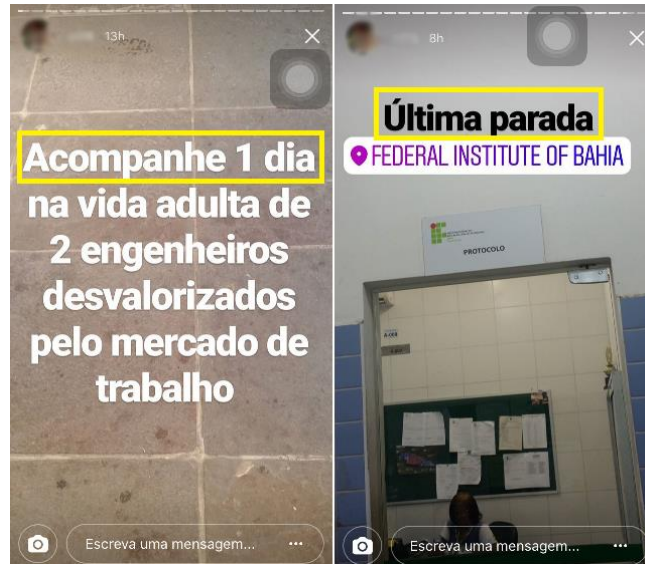 13h
Acompanhe 1 dia
na vida adulta de
2 engenheiros
desvalorizados
pelo mercado de
trabalho
Escreva uma mensagem...
8h
Última parada
FEDERAL INSTITUTE OF BAHIA
PROTOCOLO
Escreva uma mensagem...